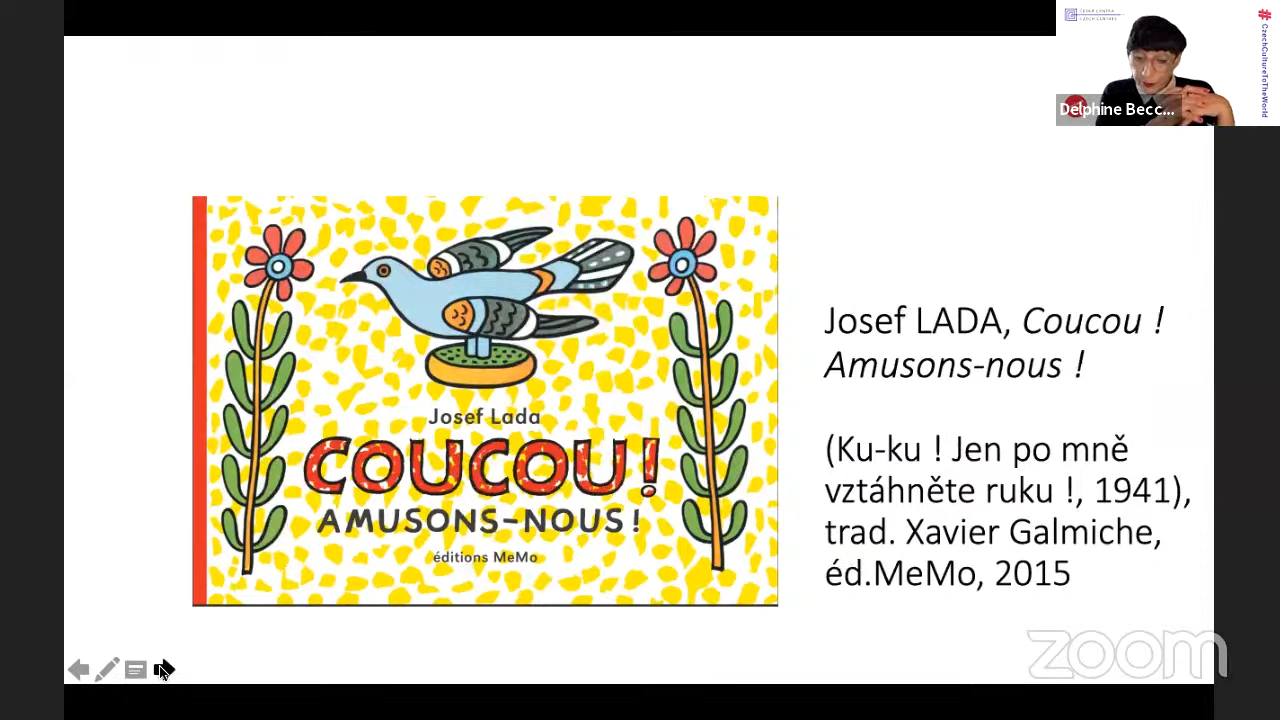 ČESKÁ CENTRA
CZECH CENTRES
#CzechCultureToTheWorld
Delphine Becc...
Josef Lada
COUCOU!
AMUSONS-NOUS!
éditions MeMo
Josef LADA, Coucou !
Amusons-nous !
(Ku-ku ! Jen po mně
vztáhněte ruku !, 1941),
trad. Xavier Galmiche,
éd.MeMo, 2015
zoom